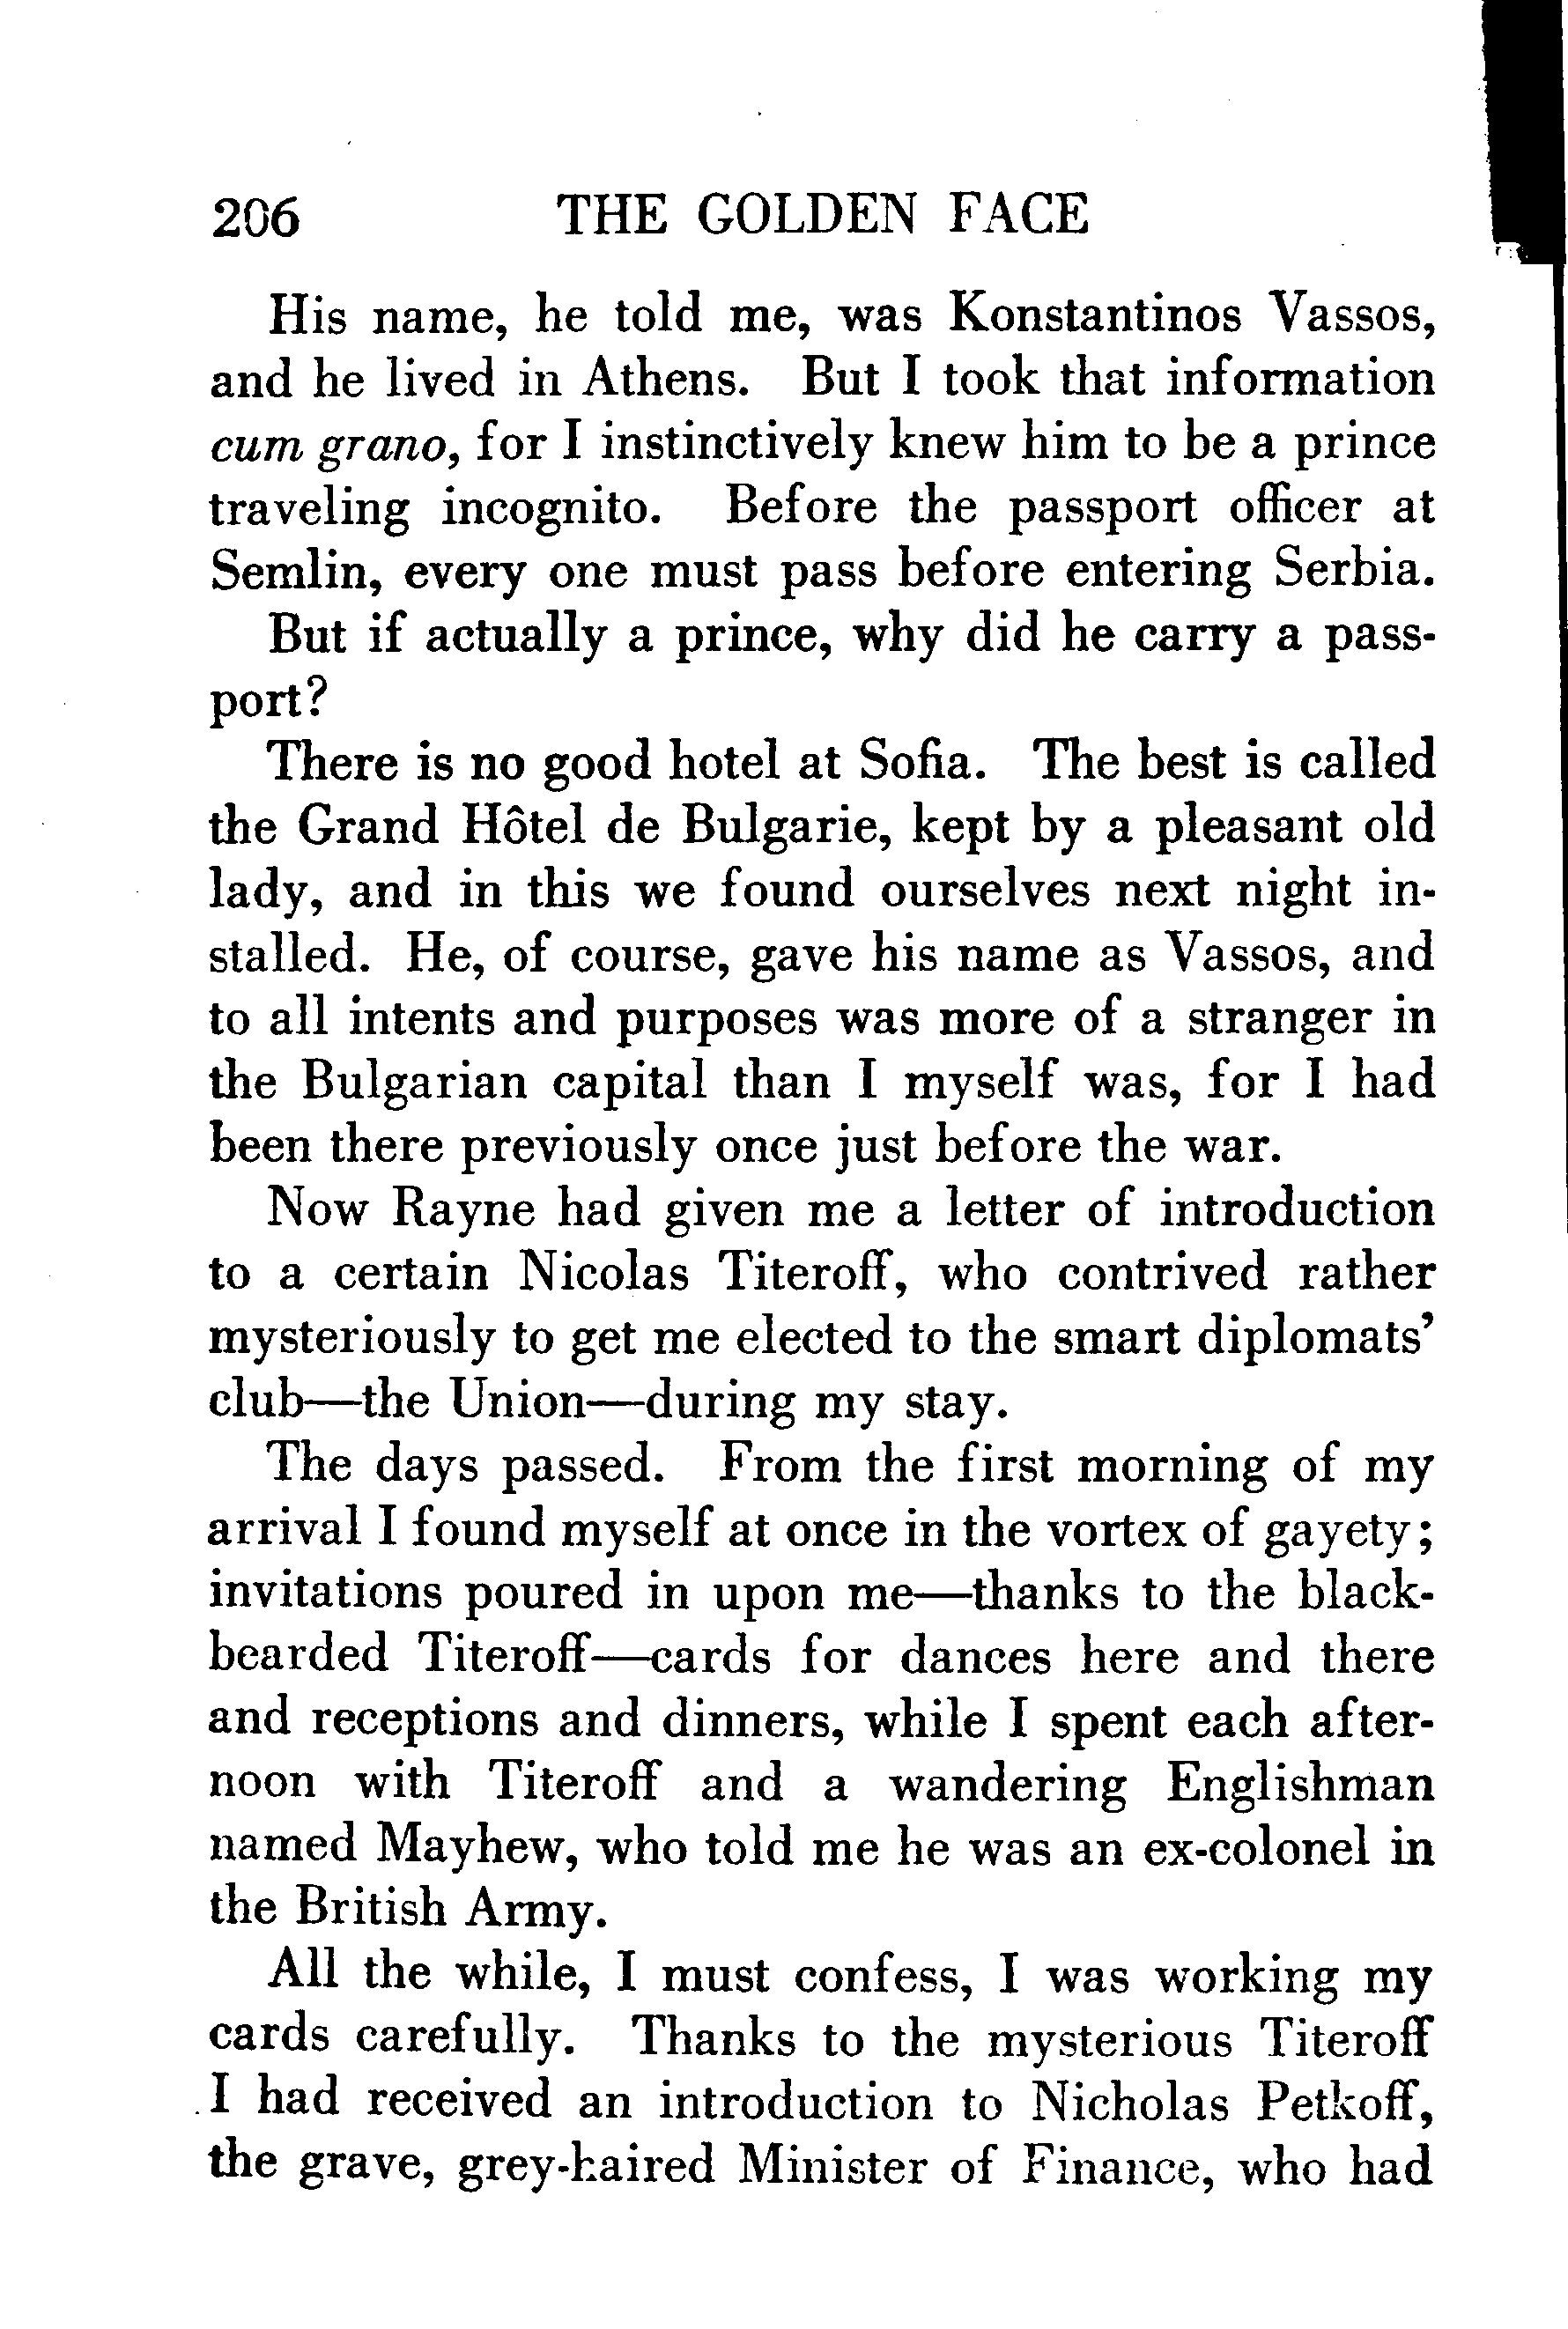 206 THE GOLDEN FACE
His name, he told me, was Konstantinos Vassos,
and he lived in Athens. But I took that information
cum grano, for I instinctively knew him to be a prince
traveling incognito. Before the passport officer at
Semlin, every one must pass before entering Serbia.
But if actually a prince, why did he carry a pass-
port?
There is no good hotel at Sofia. The best is called
the Grand Hôtel de Bulgarie, kept by a pleasant old
lady, and in this we found ourselves next night in-
stalled. He, of course, gave his name as Vassos, and
to all intents and purposes was more of a stranger in
the Bulgarian capital than I myself was, for I had
been there previously once just before the war.
Now Rayne had given me a letter of introduction
to a certain Nicolas Titeroff, who contrived rather
mysteriously to get me elected to the smart diplomats'
club—the Union—during my stay.
The days passed. From the first morning of my
arrival I found myself at once in the vortex of gayety;
invitations poured in upon me—thanks to the black-
bearded Titeroff—cards for dances here and there
and receptions and dinners, while I spent each after-
noon with Titeroff and a wandering Englishman
named Mayhew, who told me he was an ex-colonel in
the British Army.
All the while, I must confess, I was working my
cards carefully. Thanks to the mysterious Titeroff
I had received an introduction to Nicholas Petkoff,
the grave, grey-haired Minister of Finance, who had